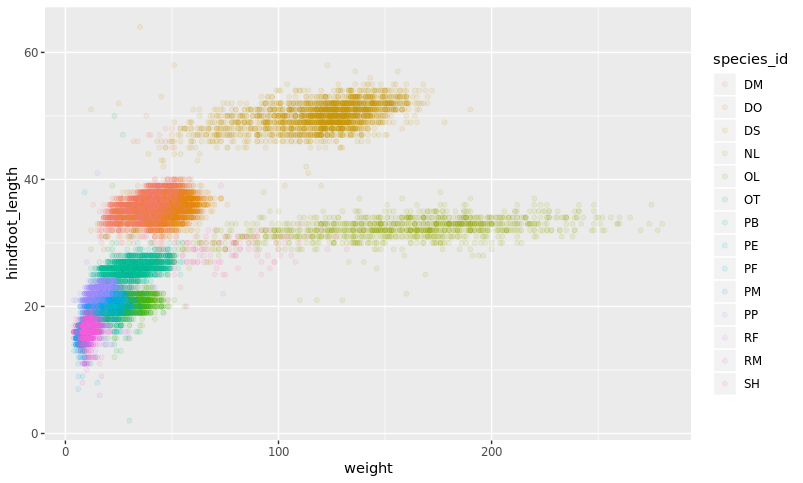 60
40
20
0
0 100 200
weight
hindfoot_length
species_id
DM
DO
DS
NL
OL
OT
PB
PE
PF
PM
PP
RF
RM
SH